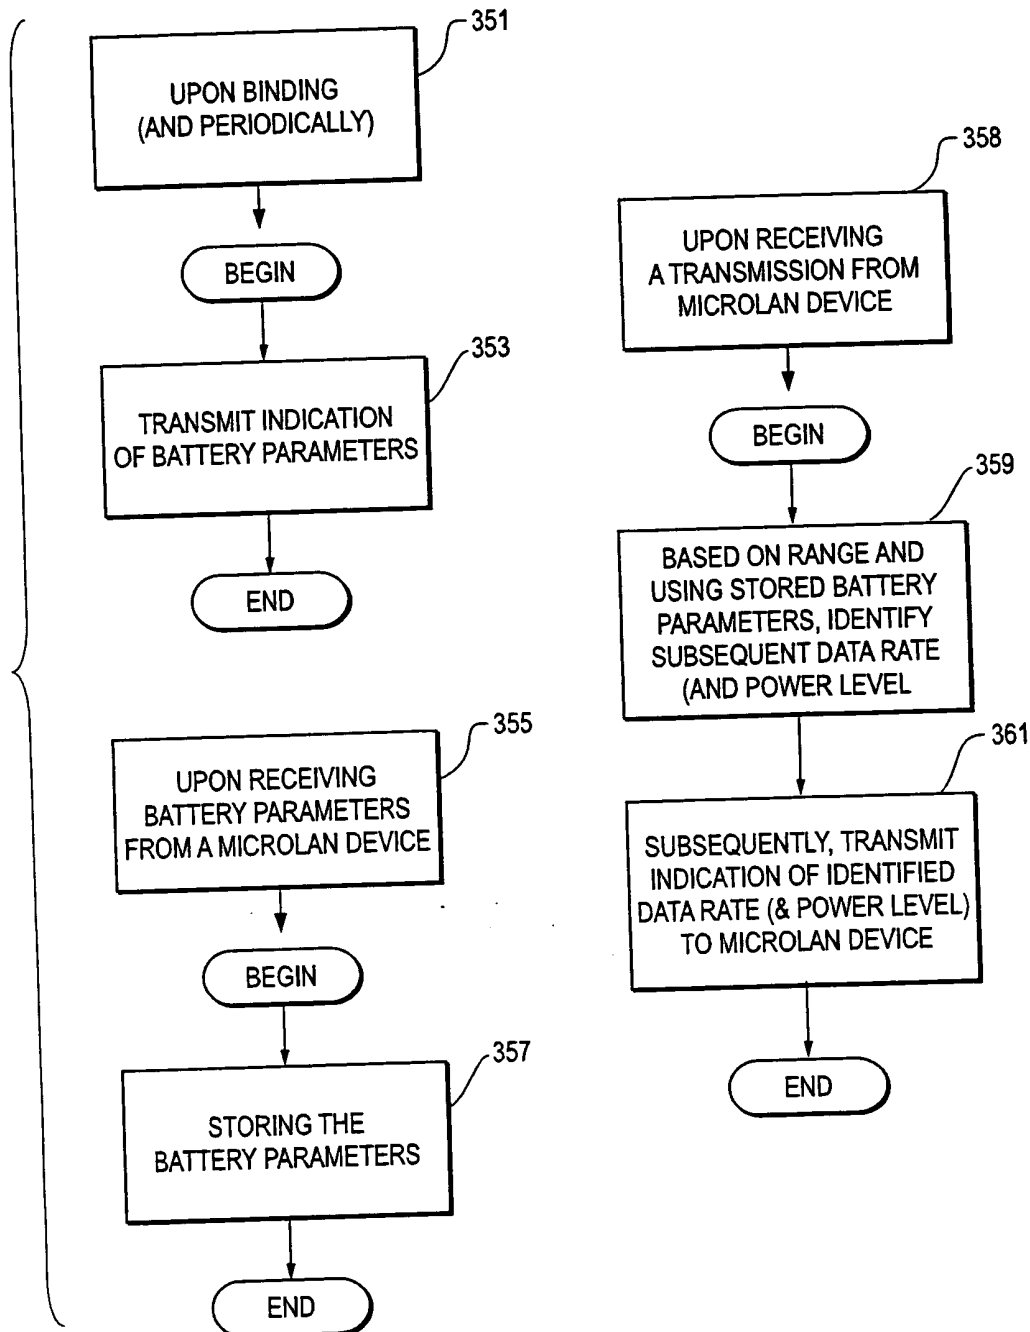 351
UPON BINDING
(AND PERIODICALLY)
BEGIN
353
TRANSMIT INDICATION
OF BATTERY PARAMETERS
END
355
UPON RECEIVING
BATTERY PARAMETERS
FROM A MICROLAN DEVICE
BEGIN
357
STORING THE
BATTERY PARAMETERS
END
358
UPON RECEIVING
A TRANSMISSION FROM
MICROLAN DEVICE
BEGIN
359
BASED ON RANGE AND
USING STORED BATTERY
PARAMETERS, IDENTIFY
SUBSEQUENT DATA RATE
(AND POWER LEVEL
361
SUBSEQUENTLY, TRANSMIT
INDICATION OF IDENTIFIED
DATA RATE (& POWER LEVEL)
TO MICROLAN DEVICE
END